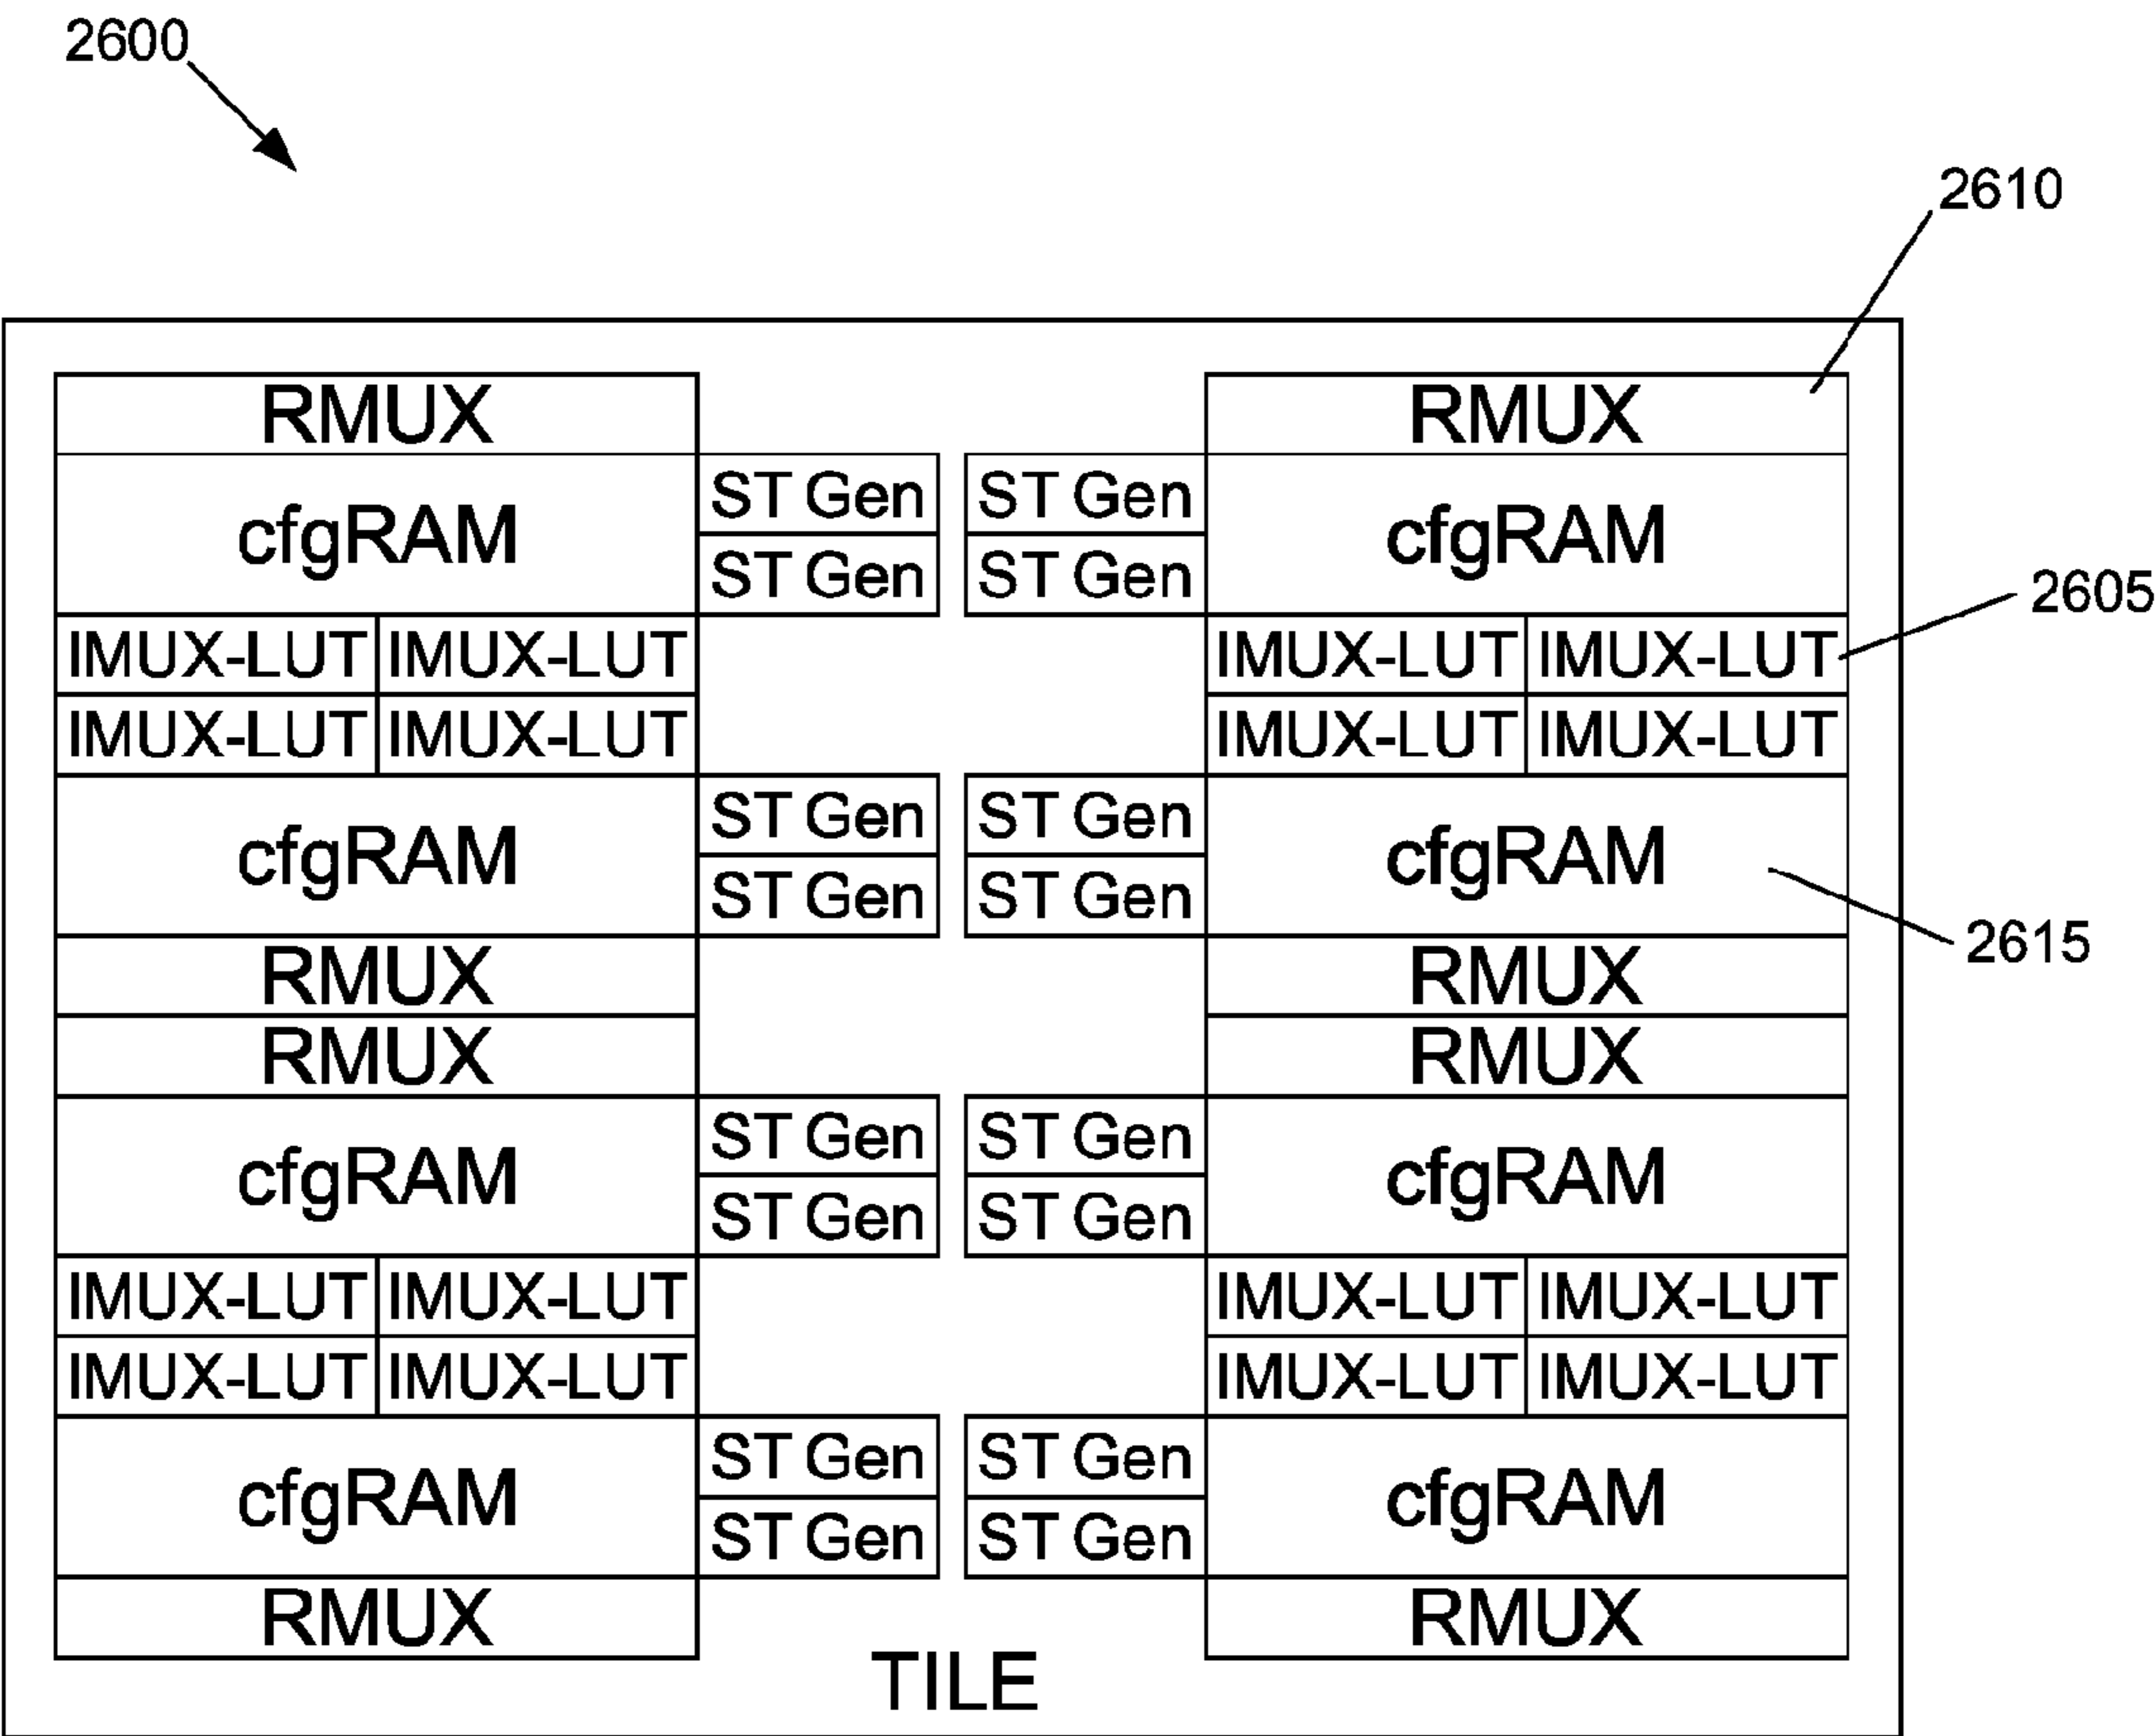 2600
2610
RMUX RMUX
ST Gen ST Gen
cfgRAM cfgRAM
ST Gen ST Gen
2605
IMUX-LUT IMUX-LUT IMUX-LUT IMUX-LUT
IMUX-LUT IMUX-LUT IMUX-LUT IMUX-LUT
ST Gen ST Gen
cfgRAM cfgRAM
ST Gen ST Gen
2615
RMUX RMUX
RMUX RMUX
ST Gen ST Gen
cfgRAM cfgRAM
ST Gen ST Gen
IMUX-LUT IMUX-LUT IMUX-LUT IMUX-LUT
IMUX-LUT IMUX-LUT IMUX-LUT IMUX-LUT
ST Gen ST Gen
cfgRAM cfgRAM
ST Gen ST Gen
RMUX RMUX
TILE